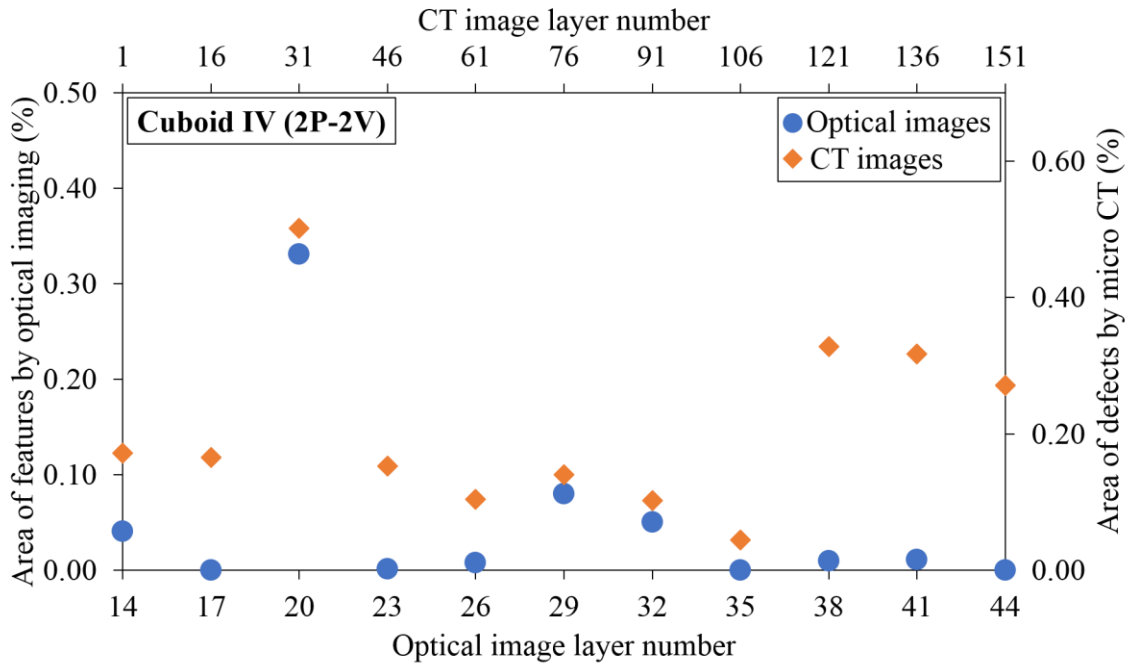 CT image layer number
1 16 31 46 61 76 91 106 121 136 151
Cuboid IV (2P-2V)
Optical images
CT images
Area of features by optical imaging (%)
0.50
0.40
0.30
0.20
0.10
0.00
Area of defects by micro CT (%)
0.60
0.40
0.20
0.00
14 17 20 23 26 29 32 35 38 41 44
Optical image layer number